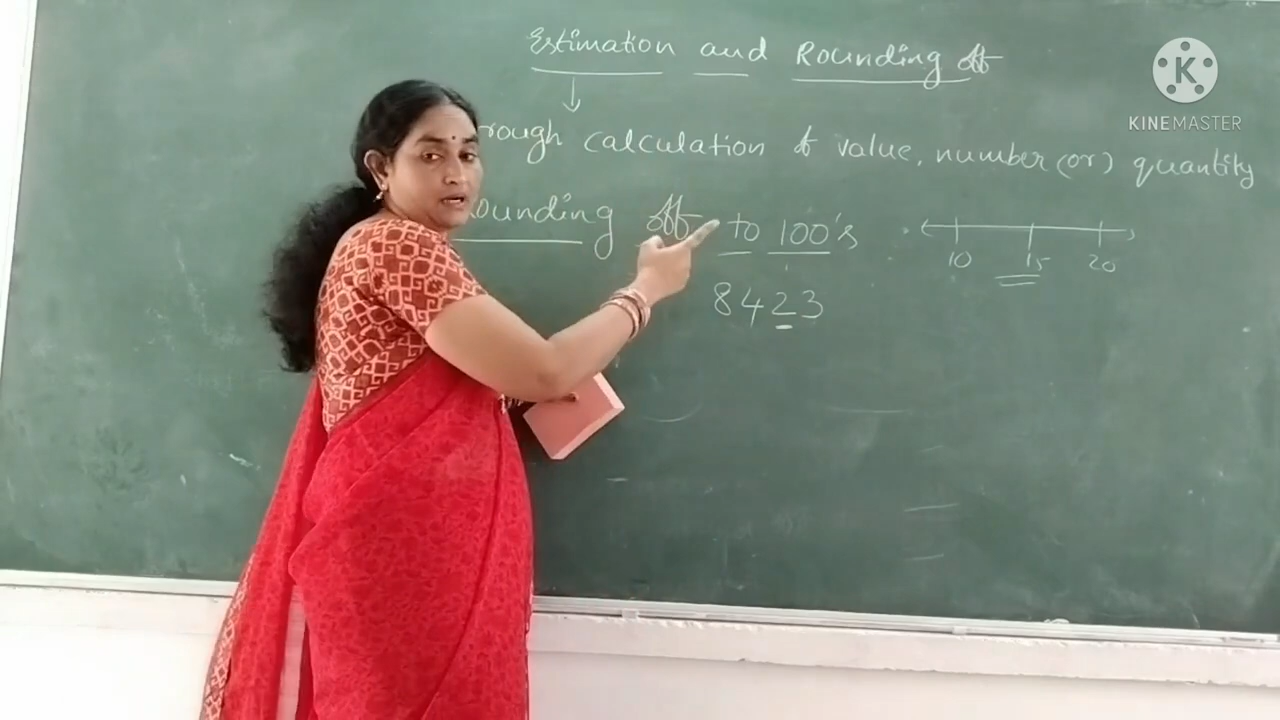 Estimation and Rounding off
rough calculation of value, number (or) quantity
ounding off to 100's
10 15 20
8423
K
KINEMASTER